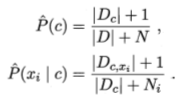 P̂(c) = (|D_c| + 1) / (|D| + N) ,
P̂(x_i | c) = (|D_{c,x_i}| + 1) / (|D_c| + N_i) .